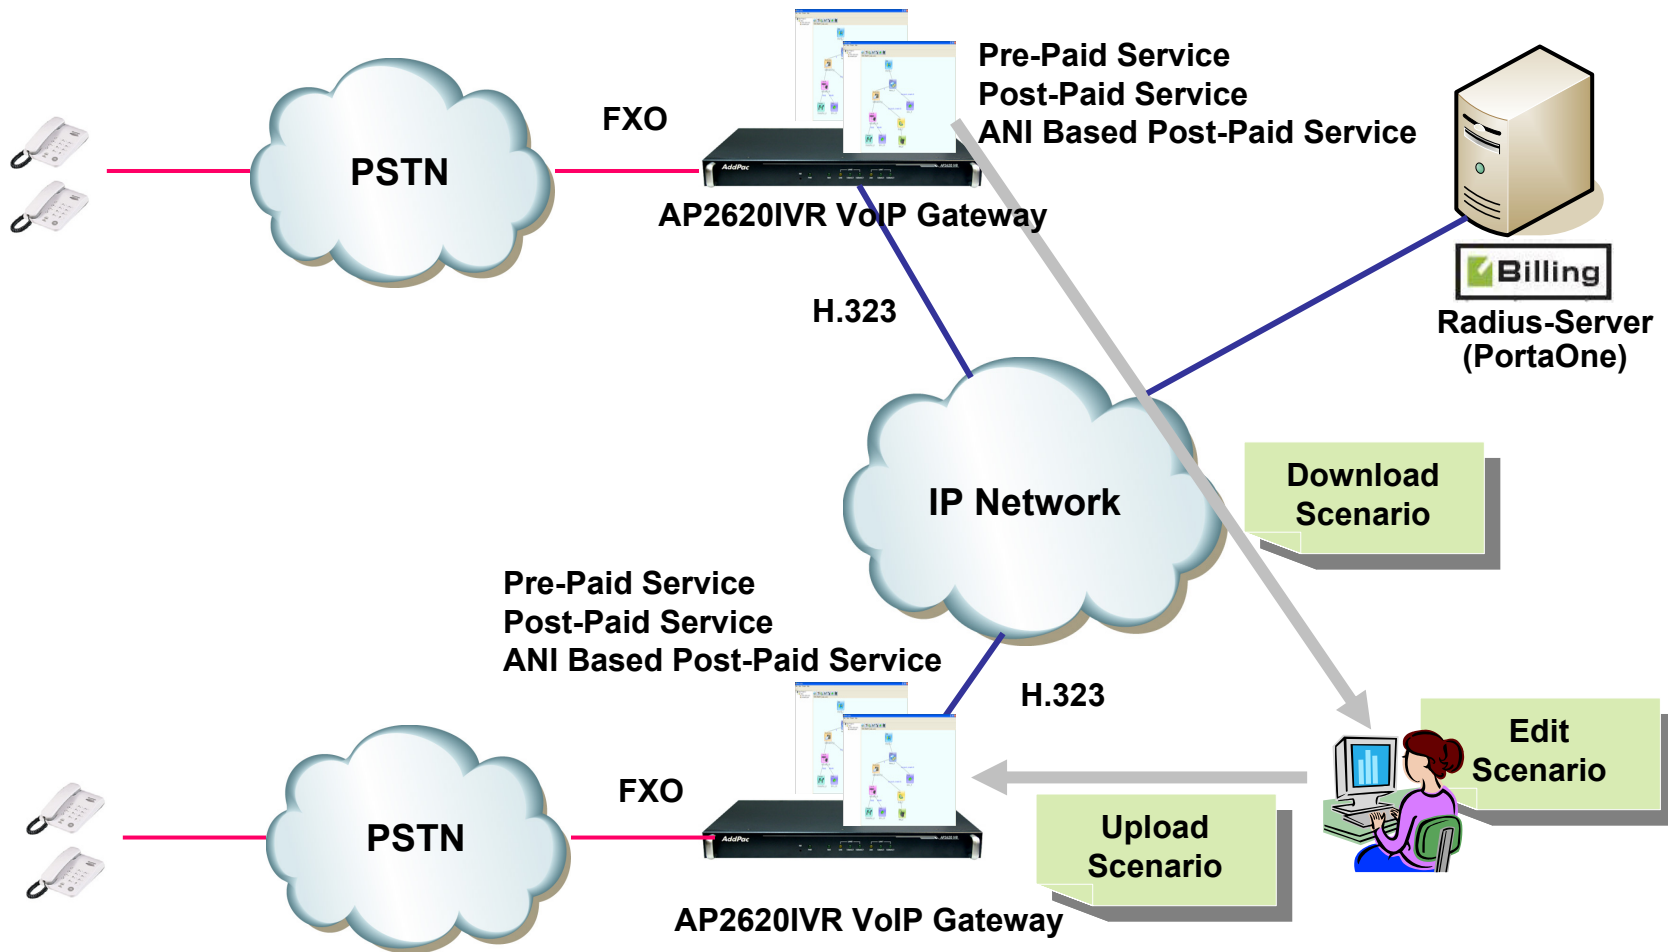 Pre-Paid Service
Post-Paid Service
ANI Based Post-Paid Service
FXO
PSTN
AddPac
AP2620IVR VoIP Gateway
Billing
Radius-Server
(PortaOne)
H.323
IP Network
Download
Scenario
Pre-Paid Service
Post-Paid Service
ANI Based Post-Paid Service
H.323
Edit
Scenario
FXO
PSTN
AddPac
Upload
Scenario
AP2620IVR VoIP Gateway